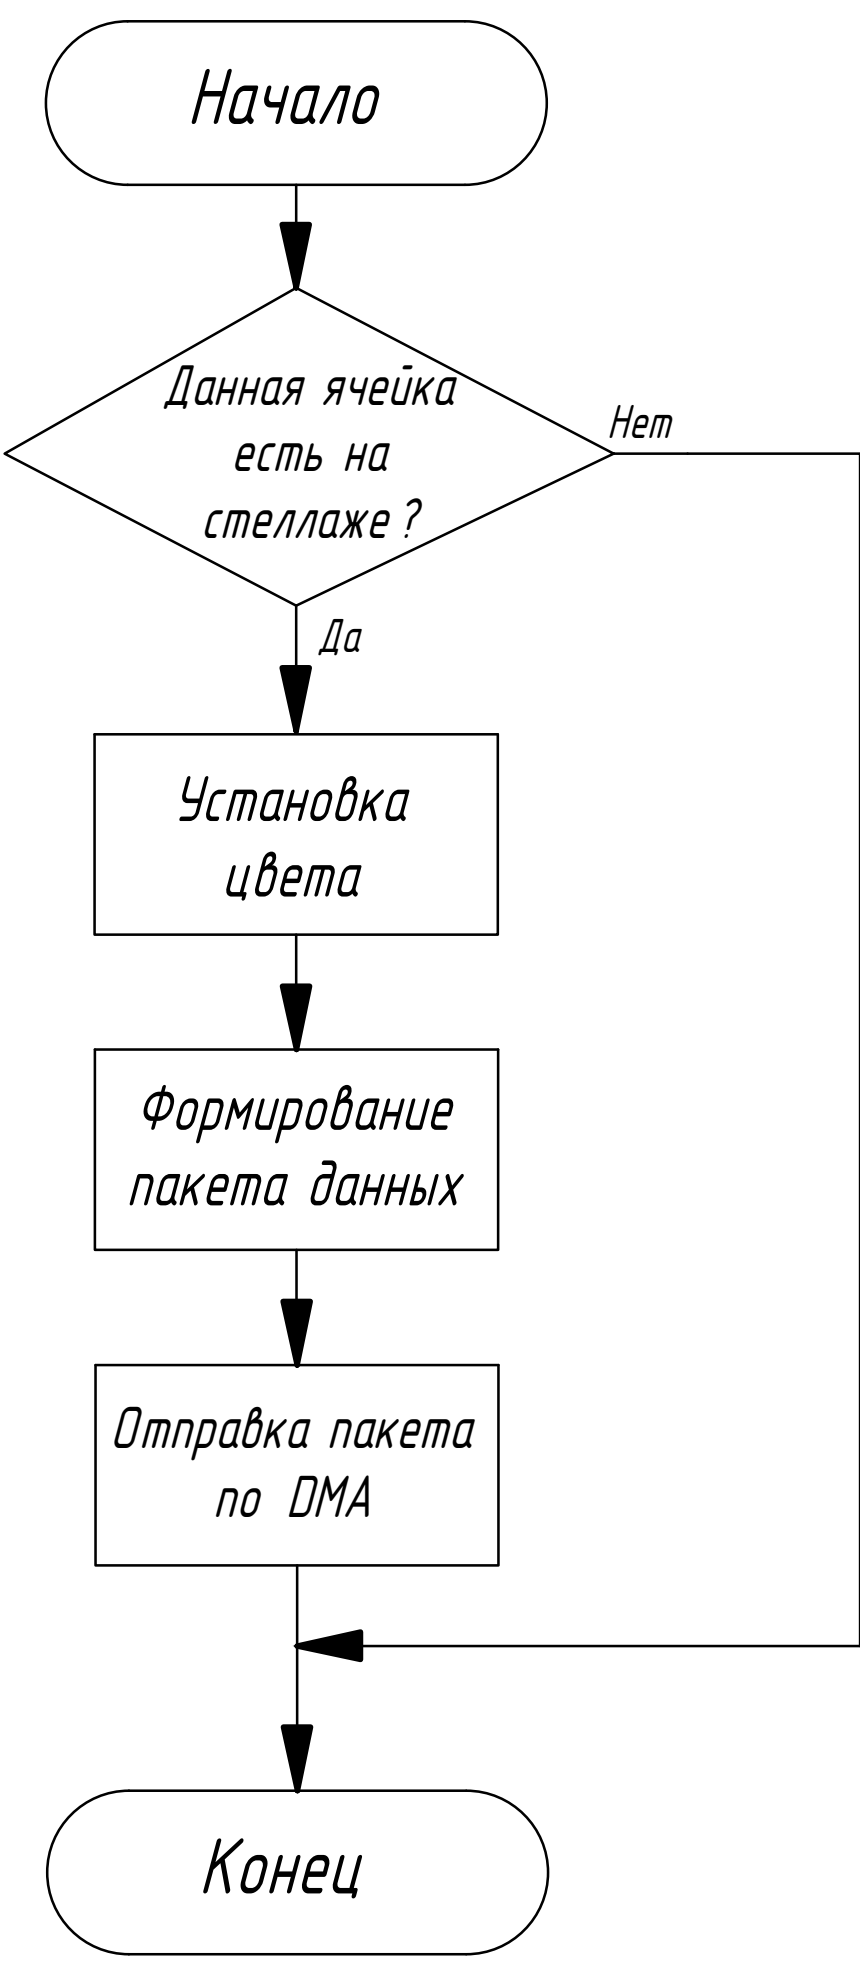 Начало
Данная ячейка
есть на
стеллаже ?
Нет
Да
Установка
цвета
Формирование
пакета данных
Отправка пакета
по DMA
Конец